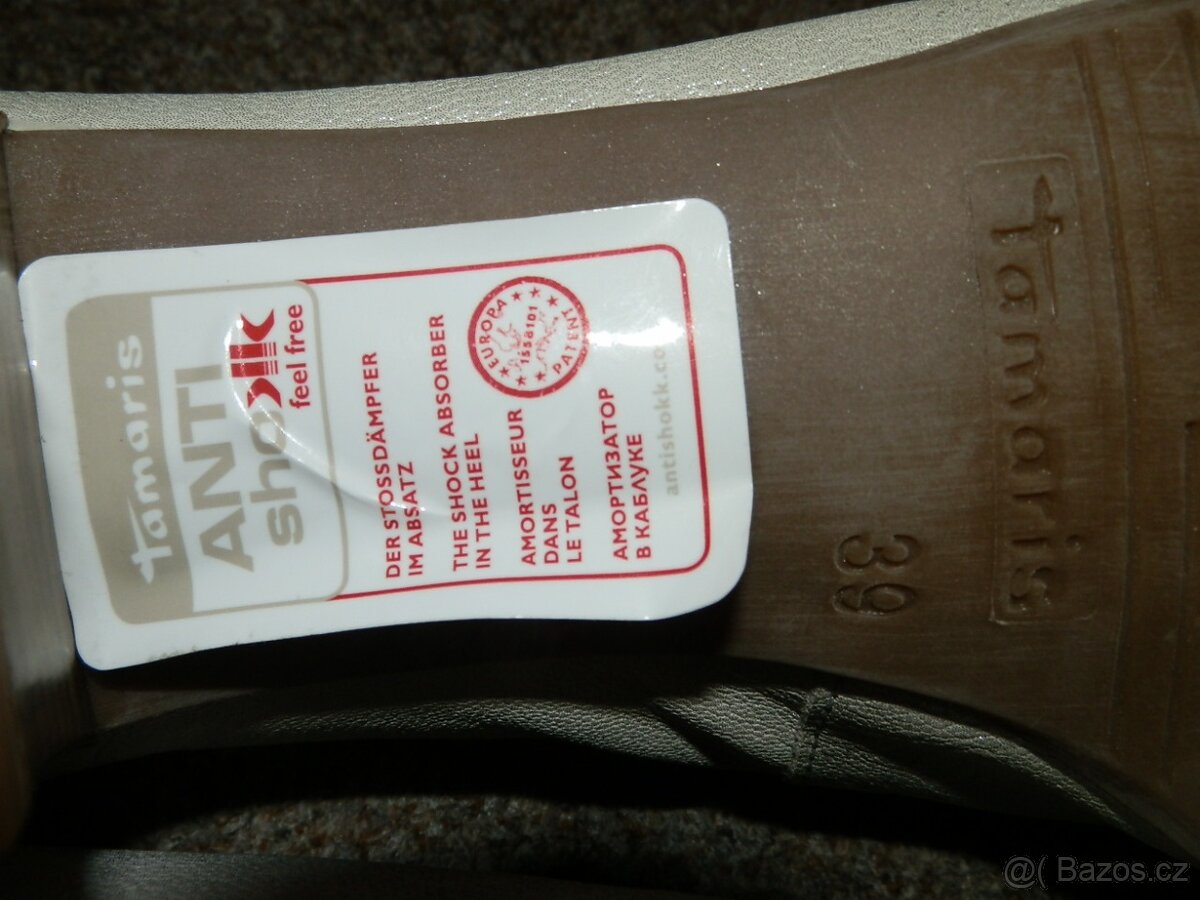 tamaris
ANTI
shokk
feel free
DER STOSSDÄMPFER
IM ABSATZ
THE SHOCK ABSORBER
IN THE HEEL
AMORTISSEUR
DANS
LE TALON
АМОРТИЗАТОР
В КАБЛУКЕ
EUROPA
1558101
PATENT
antishokk.co
tamaris
39
@( Bazos.cz